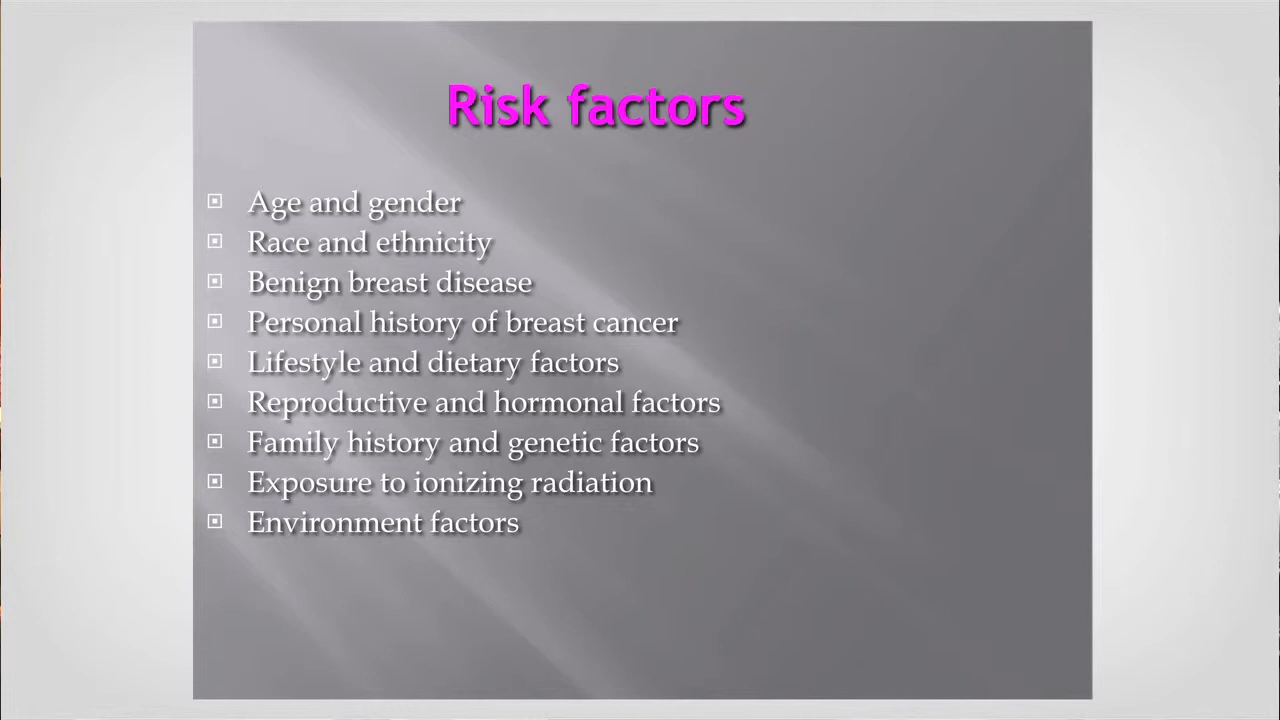 Risk factors
Age and gender
Race and ethnicity
Benign breast disease
Personal history of breast cancer
Lifestyle and dietary factors
Reproductive and hormonal factors
Family history and genetic factors
Exposure to ionizing radiation
Environment factors